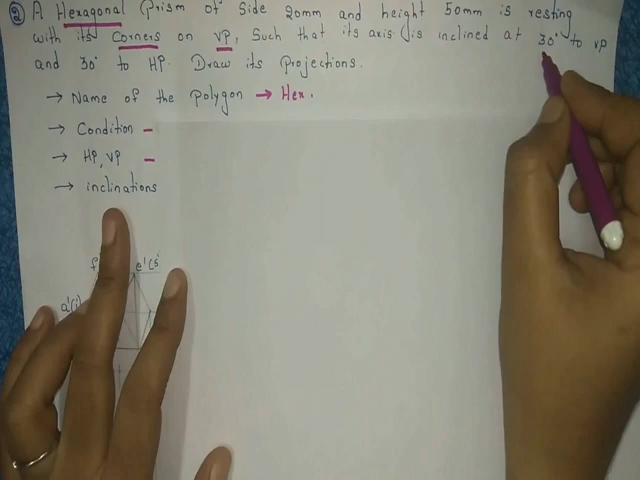 ② A Hexagonal Prism of side 20mm and height 50mm is resting
with its Corners on VP, Such that its axis is inclined at 30° to VP
and 30° to HP. Draw its Projections.
→ Name of the Polygon → Hex.
→ Condition -
→ HP, VP -
→ inclinations